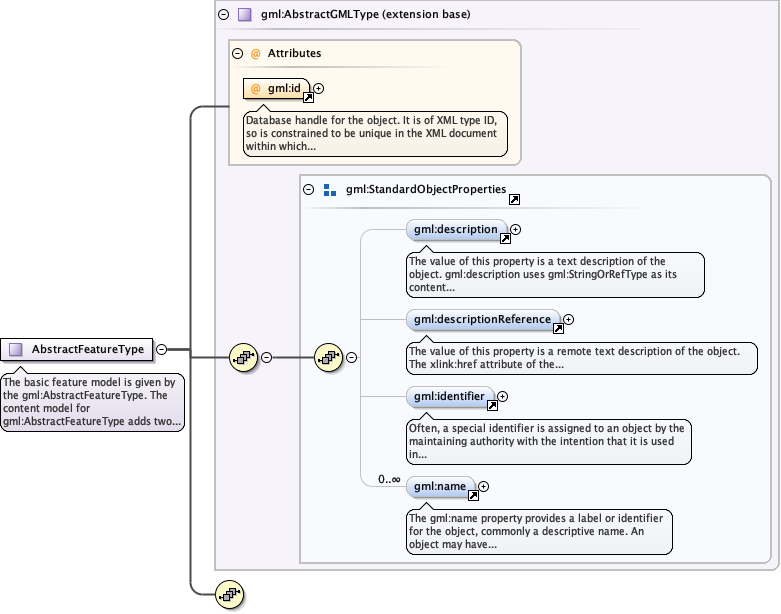 gml:AbstractGMLType (extension base)
@ Attributes
@ gml:id
Database handle for the object. It is of XML type ID,
so is constrained to be unique in the XML document
within which...
gml:StandardObjectProperties
gml:description
The value of this property is a text description of the
object. gml:description uses gml:StringOrRefType as its
content...
gml:descriptionReference
The value of this property is a remote text description of the object.
The xlink:href attribute of the...
gml:identifier
Often, a special identifier is assigned to an object by the
maintaining authority with the intention that it is used
in...
0..∞
gml:name
The gml:name property provides a label or identifier
for the object, commonly a descriptive name. An
object may have...
AbstractFeatureType
The basic feature model is given by
the gml:AbstractFeatureType. The
content model for
gml:AbstractFeatureType adds two...